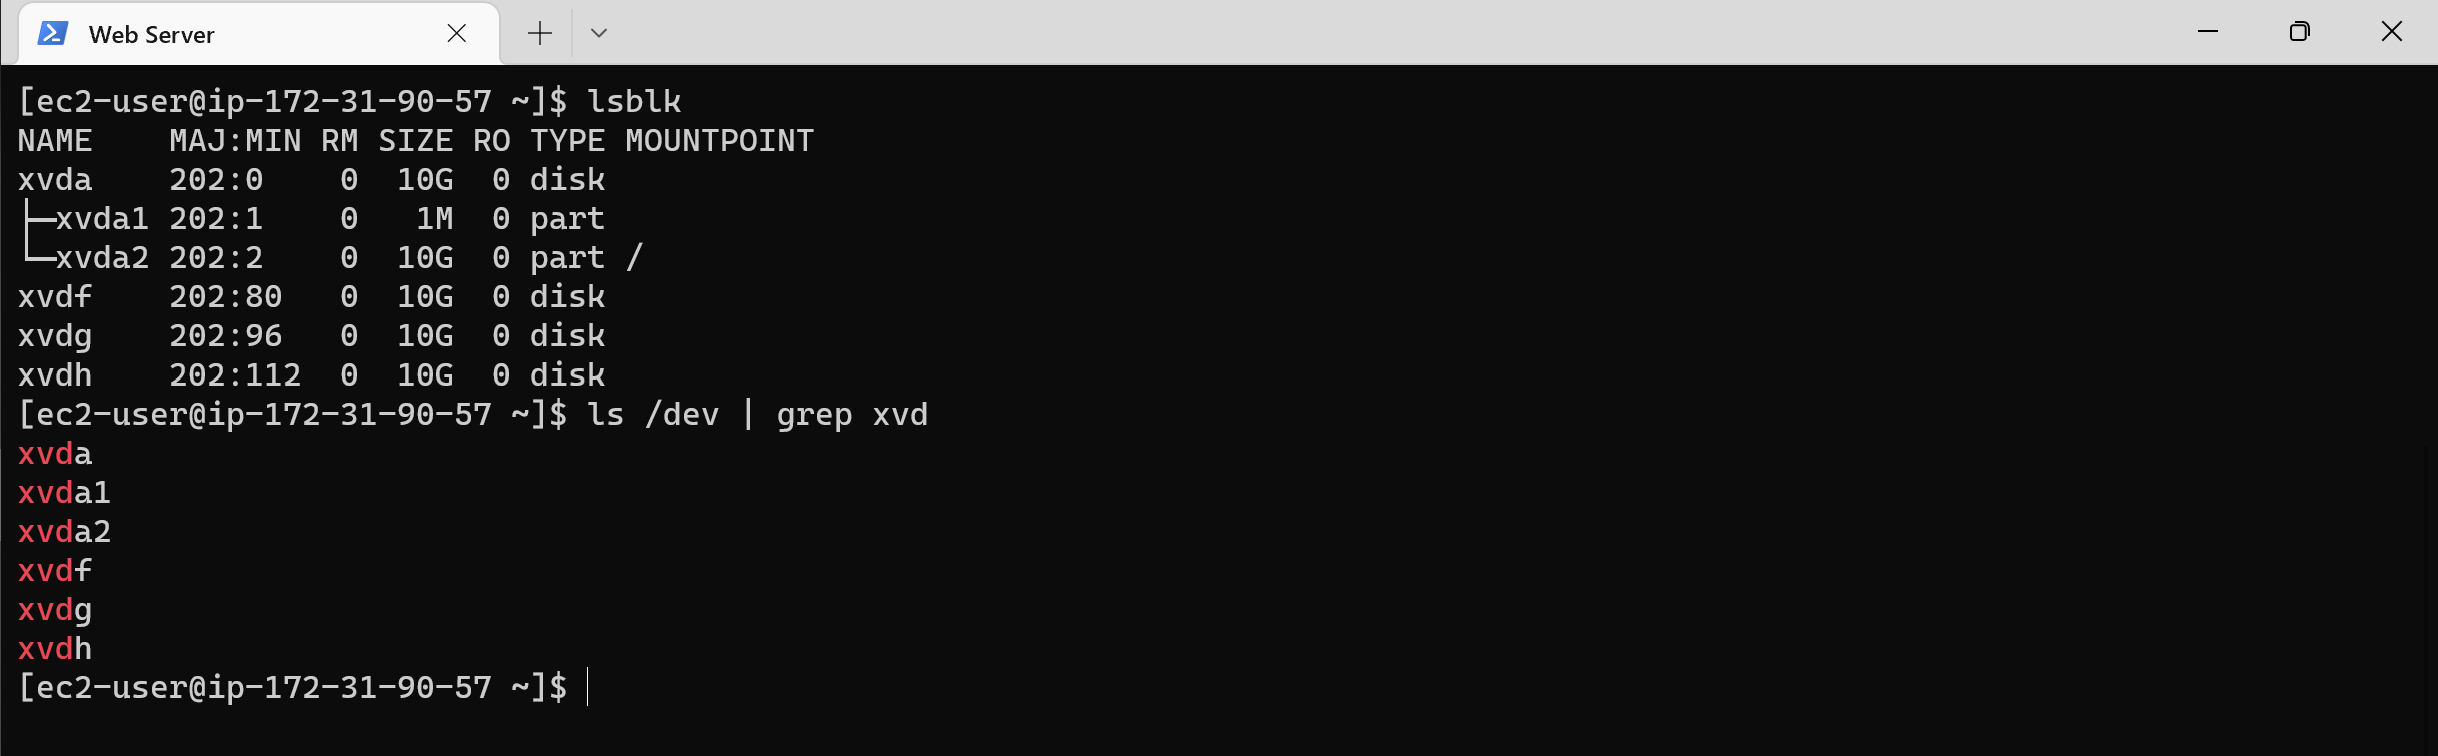 Web Server
[ec2-user@ip-172-31-90-57 ~]$ lsblk
NAME    MAJ:MIN RM SIZE RO TYPE MOUNTPOINT
xvda    202:0    0  10G  0 disk
├─xvda1 202:1    0   1M  0 part
└─xvda2 202:2    0  10G  0 part /
xvdf    202:80   0  10G  0 disk
xvdg    202:96   0  10G  0 disk
xvdh    202:112  0  10G  0 disk
[ec2-user@ip-172-31-90-57 ~]$ ls /dev | grep xvd
xvda
xvda1
xvda2
xvdf
xvdg
xvdh
[ec2-user@ip-172-31-90-57 ~]$